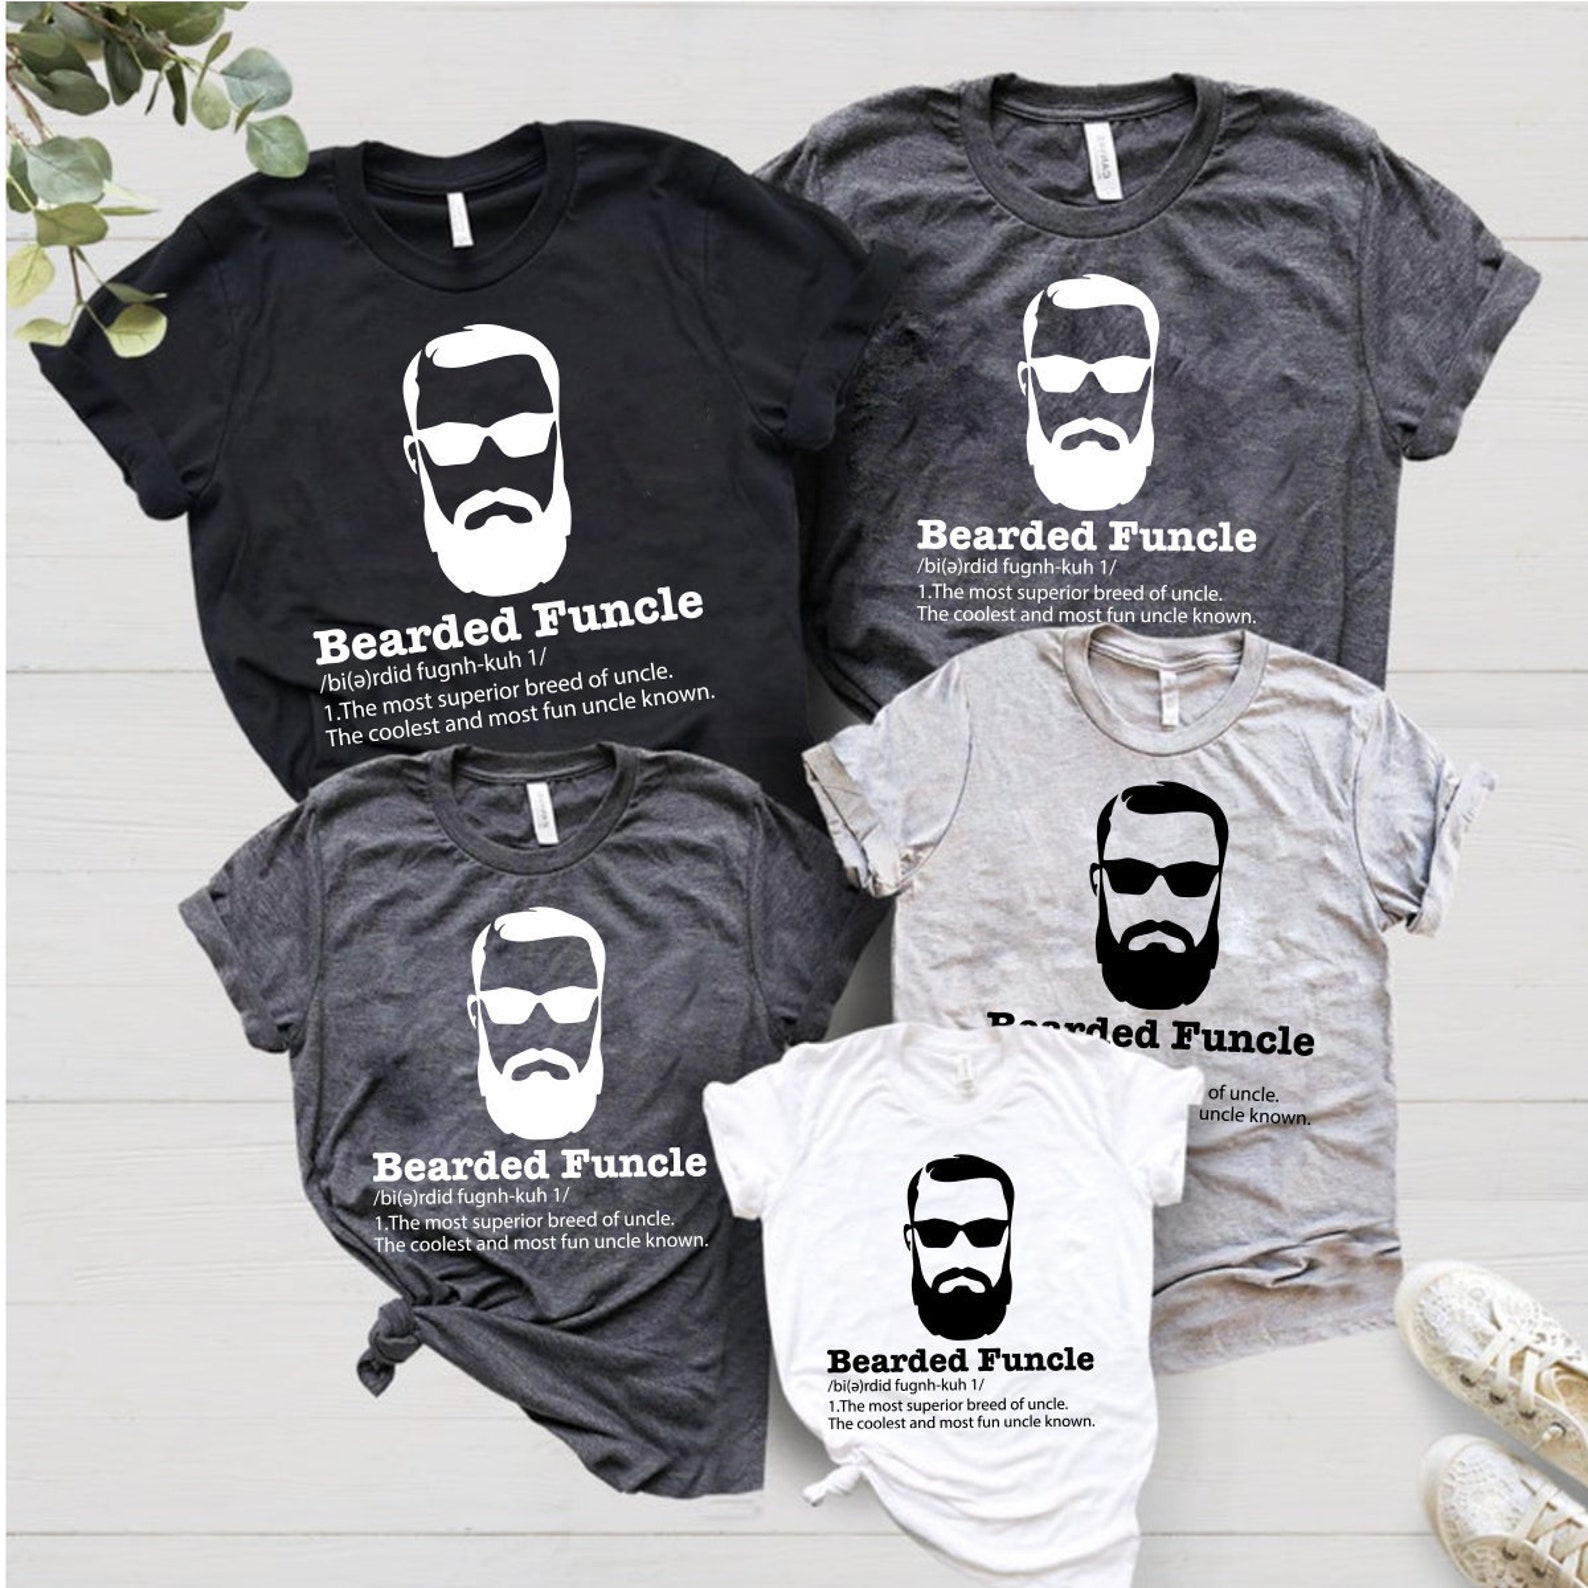 Bearded Funcle
/bi(ə)rdid fugnh-kuh 1/
1.The most superior breed of uncle.
The coolest and most fun uncle known.
CANVAS
Bearded Funcle
/bi(ə)rdid fugnh-kuh 1/
1.The most superior breed of uncle.
The coolest and most fun uncle known.
Bearded Funcle
/bi(ə)rdid fugnh-kuh 1/
1.The most superior breed of uncle.
The coolest and most fun uncle known.
Bearded Funcle
of uncle.
uncle known.
Bearded Funcle
/bi(ə)rdid fugnh-kuh 1/
1.The most superior breed of uncle.
The coolest and most fun uncle known.